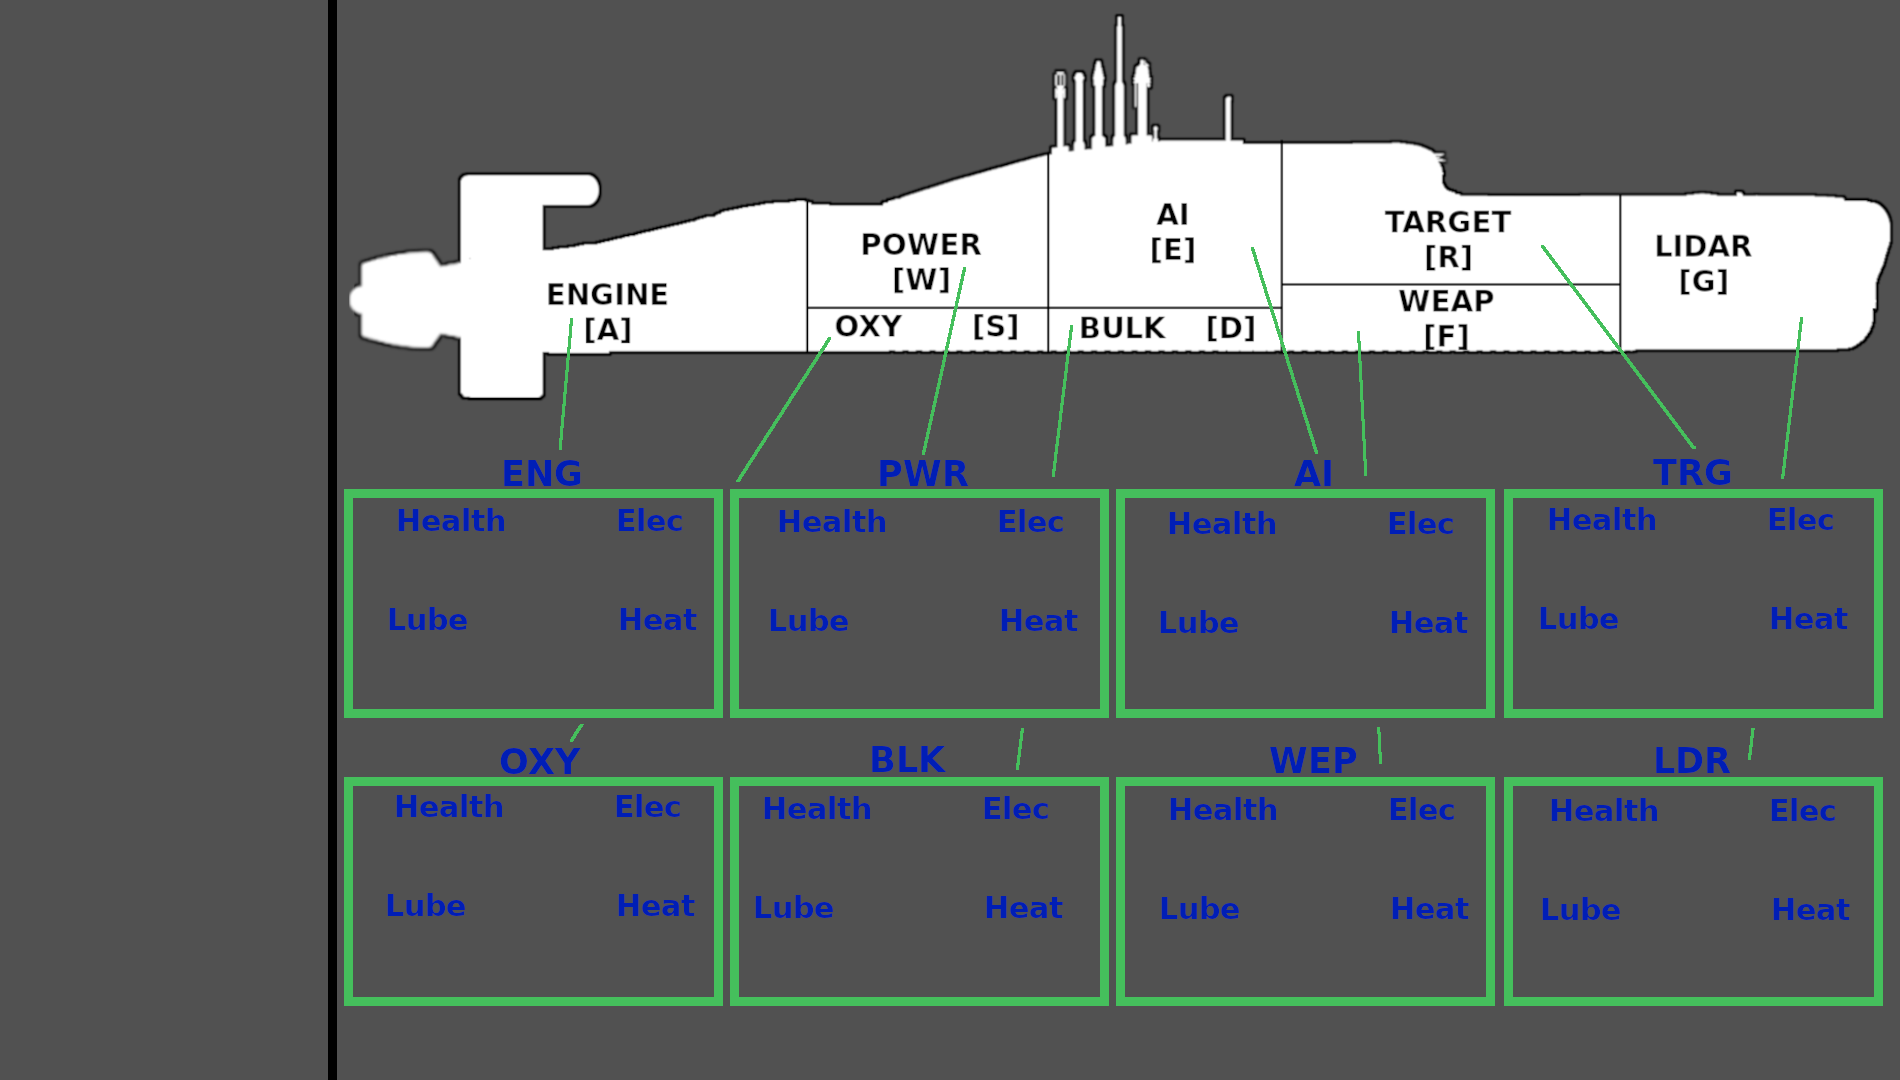 AI
[E]
TARGET
[R]
POWER
[W]
LIDAR
[G]
ENGINE
[A]
WEAP
[F]
OXY [S]
BULK [D]
ENG
PWR
AI
TRG
Health Elec
Lube Heat
Health Elec
Lube Heat
Health Elec
Lube Heat
Health Elec
Lube Heat
OXY
BLK
WEP
LDR
Health Elec
Lube Heat
Health Elec
Lube Heat
Health Elec
Lube Heat
Health Elec
Lube Heat